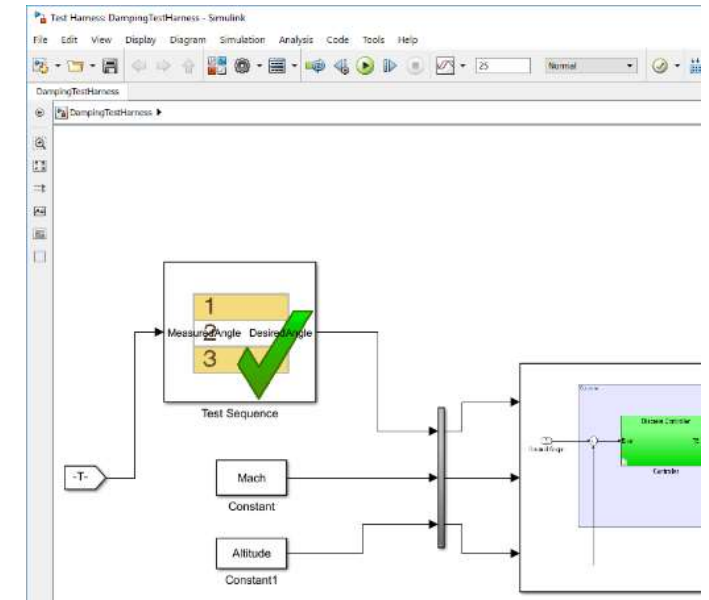 Test Harness: DampingTestHarness - Simulink
File Edit View Display Diagram Simulation Analysis Code Tools Help
25 Normal
DampingTestHarness
DampingTestHarness
1
MeasuredAngle 2 DesiredAngle
3
Test Sequence
-T-
Mach
Constant
Altitude
Constant1
Discrete Controller
Controller